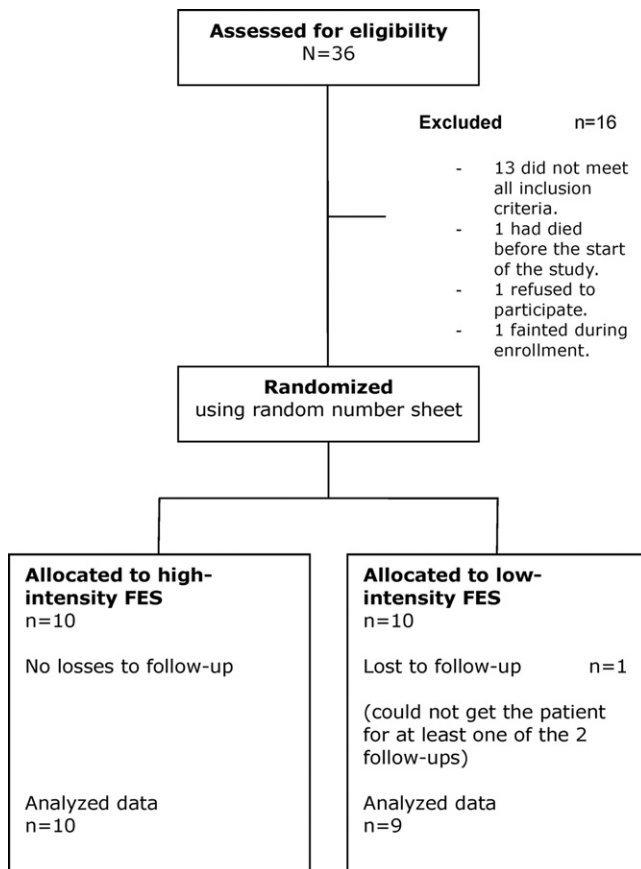 Assessed for eligibility
N=36
Excluded n=16
- 13 did not meet
all inclusion
criteria.
- 1 had died
before the start
of the study.
- 1 refused to
participate.
- 1 fainted during
enrollment.
Randomized
using random number sheet
Allocated to high-
intensity FES
n=10
No losses to follow-up
Analyzed data
n=10
Allocated to low-
intensity FES
n=10
Lost to follow-up n=1
(could not get the patient
for at least one of the 2
follow-ups)
Analyzed data
n=9